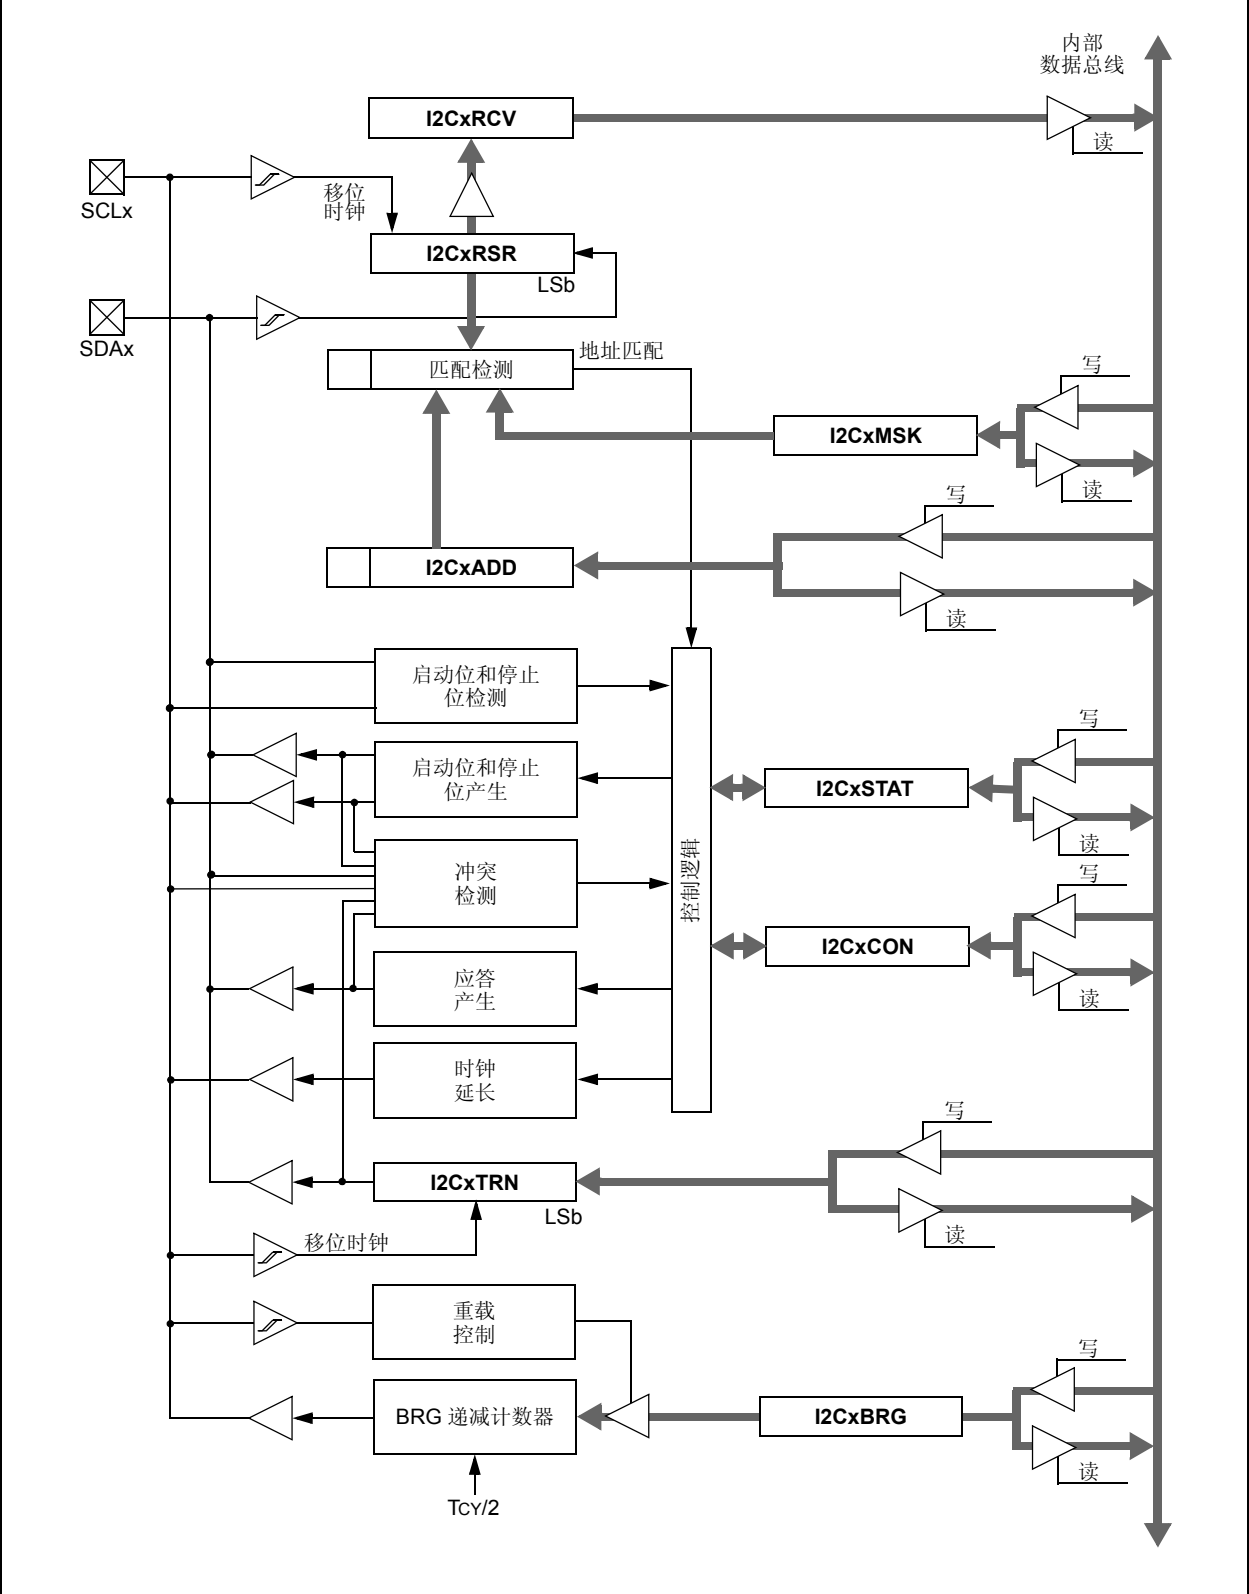 内部
数据总线
I2CxRCV
读
SCLx
移位
时钟
I2CxRSR
LSb
SDAx
地址匹配
匹配检测
写
I2CxMSK
读
写
I2CxADD
读
启动位和停止
位检测
启动位和停止
位产生
写
I2CxSTAT
读
冲突
检测
控制逻辑
写
I2CxCON
读
应答
产生
时钟
延长
写
I2CxTRN
LSb
读
移位时钟
重载
控制
写
BRG 递减计数器
I2CxBRG
读
TCY/2